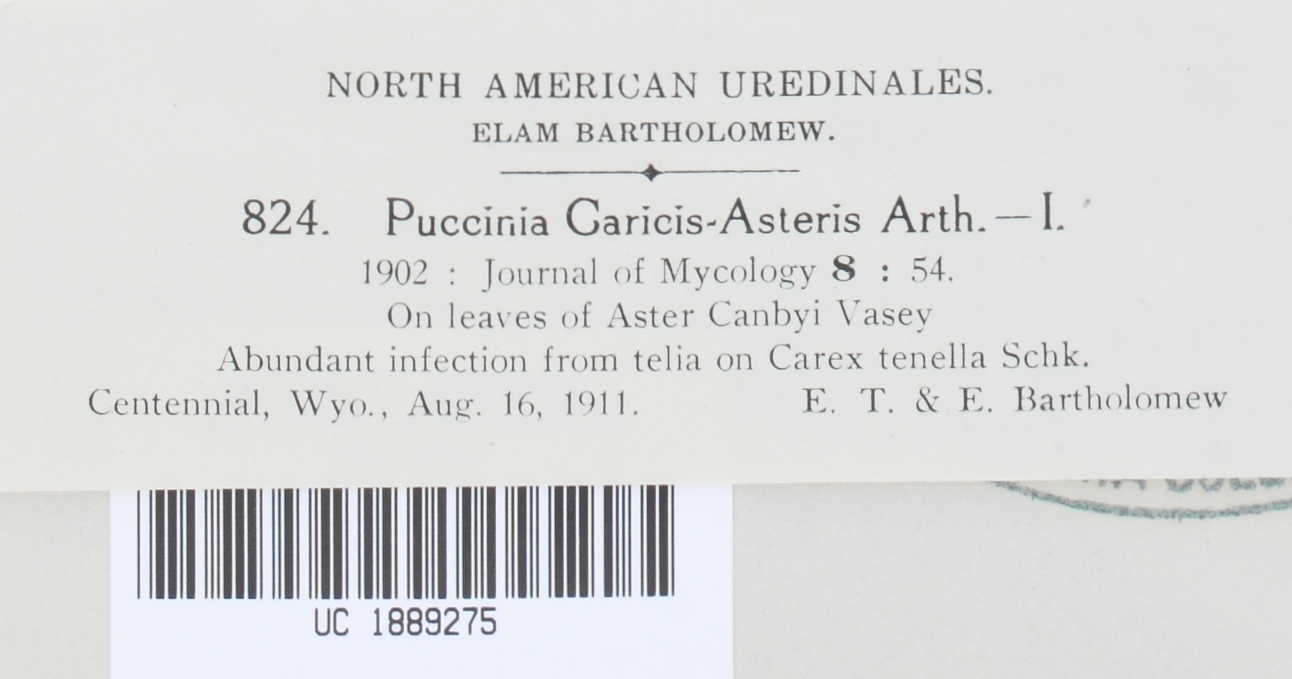 NORTH AMERICAN UREDINALES.
ELAM BARTHOLOMEW.
824. Puccinia Caricis-Asteris Arth. — I.
1902 : Journal of Mycology 8 : 54.
On leaves of Aster Canbyi Vasey
Abundant infection from telia on Carex tenella Schk.
Centennial, Wyo., Aug. 16, 1911. E. T. & E. Bartholomew
UC 1889275